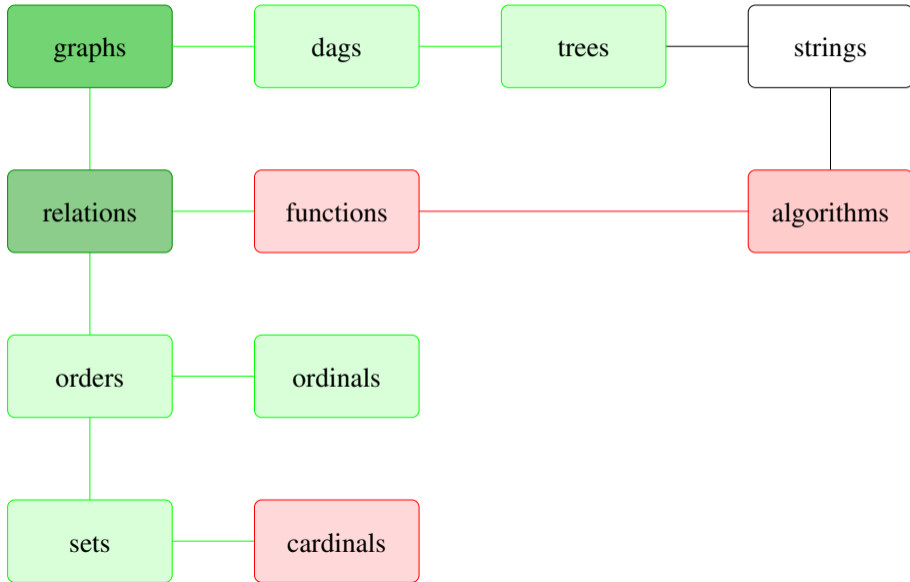 graphs
dags
trees
strings
relations
functions
algorithms
orders
ordinals
sets
cardinals